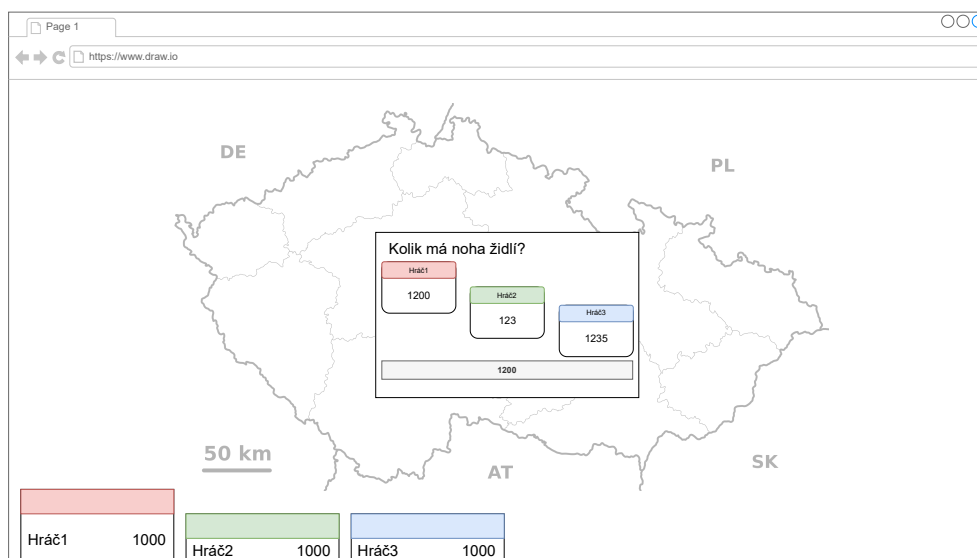 Page 1
https://www.draw.io
DE
PL
Kolik má noha židlí?
Hráč1
1200
Hráč2
123
Hráč3
1235
1200
50 km
AT
SK
Hráč1 1000
Hráč2 1000
Hráč3 1000